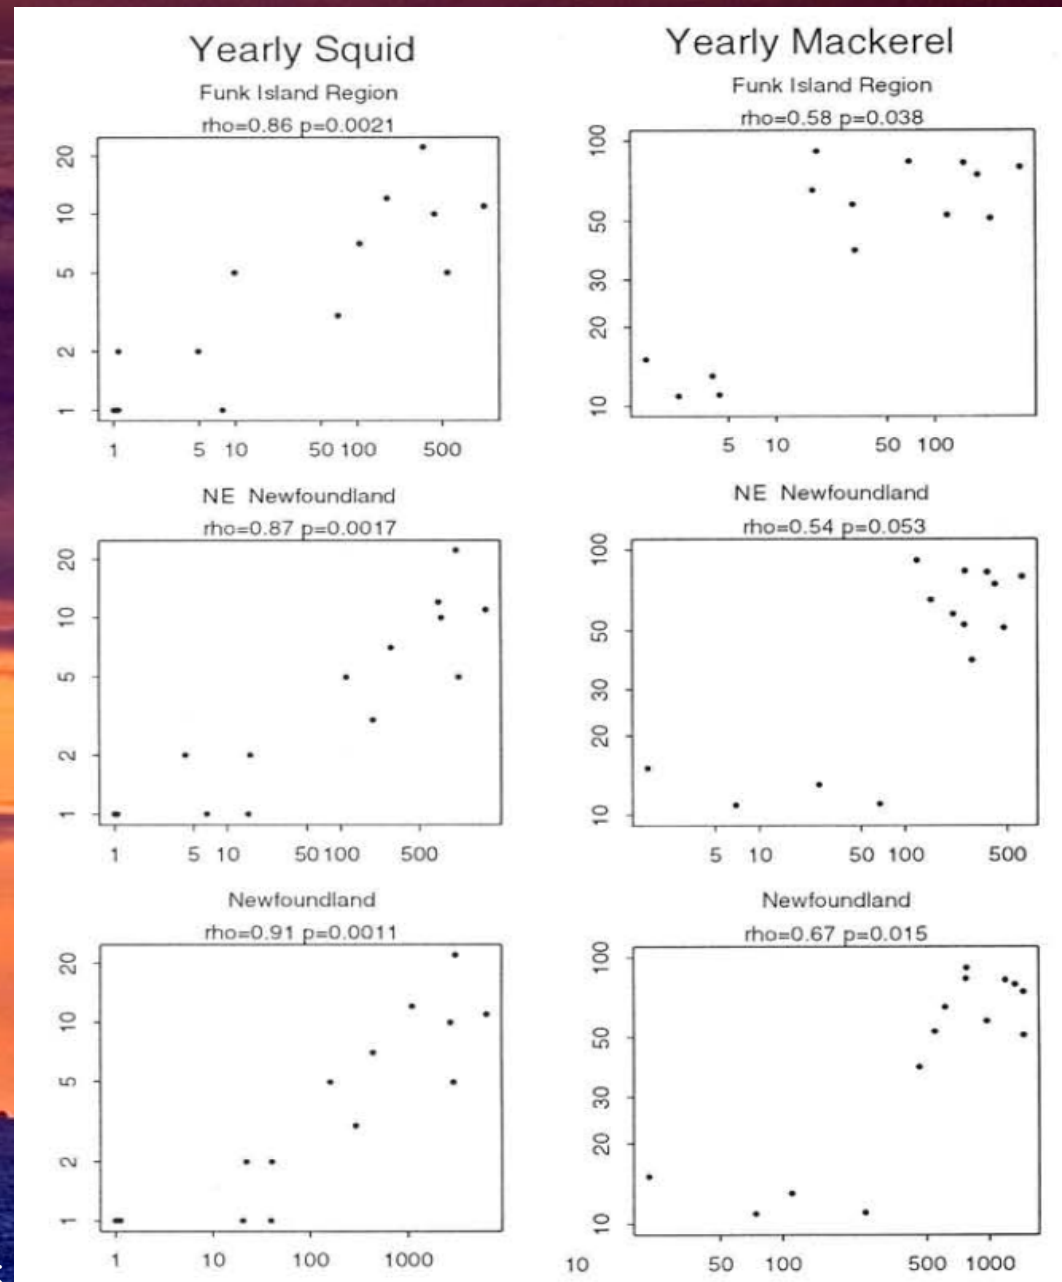 Yearly Squid
Funk Island Region
rho=0.86 p=0.0021
20
10
5
2
1
1 5 10 50 100 500
NE Newfoundland
rho=0.87 p=0.0017
20
10
5
2
1
1 5 10 50 100 500
Newfoundland
rho=0.91 p=0.0011
20
10
5
2
1
1 10 100 1000
Yearly Mackerel
Funk Island Region
rho=0.58 p=0.038
100
50
30
20
10
5 10 50 100
NE Newfoundland
rho=0.54 p=0.053
100
50
30
20
10
5 10 50 100 500
Newfoundland
rho=0.67 p=0.015
100
50
30
20
10
10 50 100 500 1000